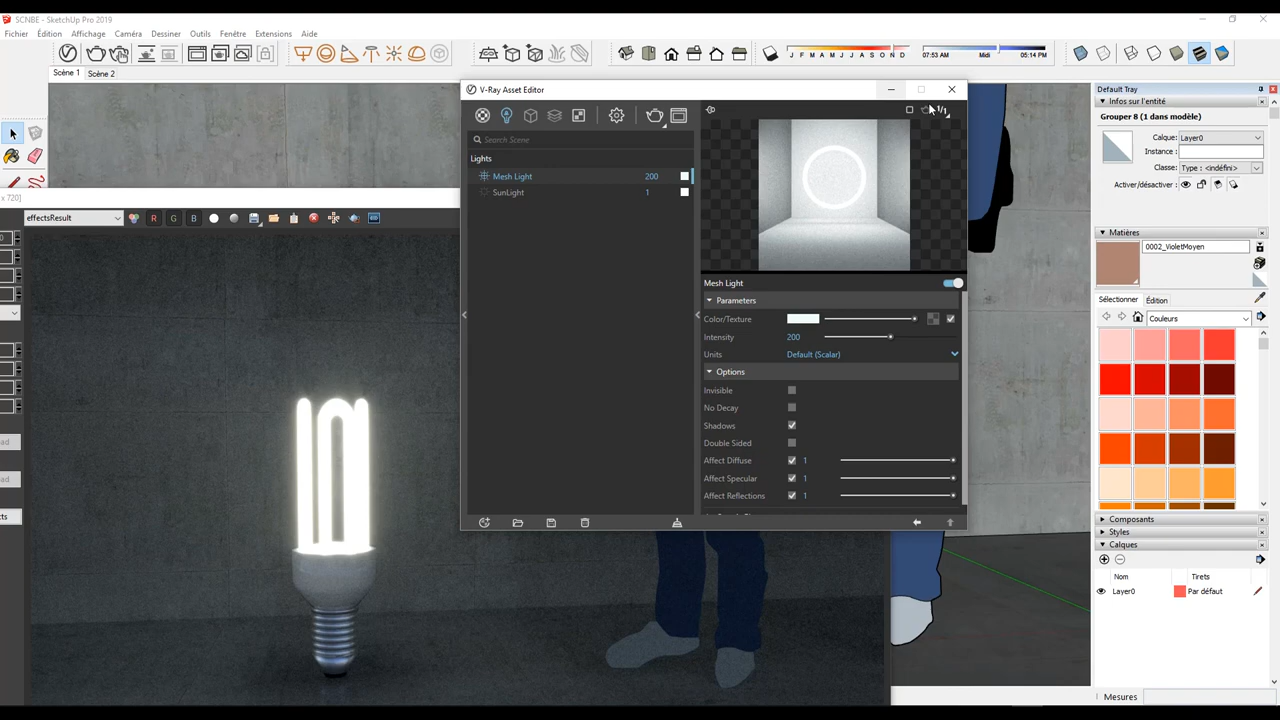 SCNBE - SketchUp Pro 2019
Fichier Édition Affichage Caméra Dessiner Outils Fenêtre Extensions Aide
J F M A M J J A S O N D
07:53 AM Midi 05:14 PM
Scène 1 Scène 2
V-Ray Asset Editor
Default Tray
Infos sur l'entité
Grouper 8 (1 dans modèle)
Calque: Layer0
Instance:
Classe: Type : <indéfini>
Activer/désactiver :
Search Scene
Lights
Mesh Light 200
SunLight 1
x 720]
effectsResult
R G B
1/1
Mesh Light
Parameters
Color/Texture
Intensity 200
Units Default (Scalar)
Options
Invisible
No Decay
Shadows
Double Sided
Affect Diffuse 1
Affect Specular 1
Affect Reflections 1
Matières
0002_VioletMoyen
Sélectionner Édition
Couleurs
Composants
Styles
Calques
Nom Tirets
Layer0 Par défaut
Mesures